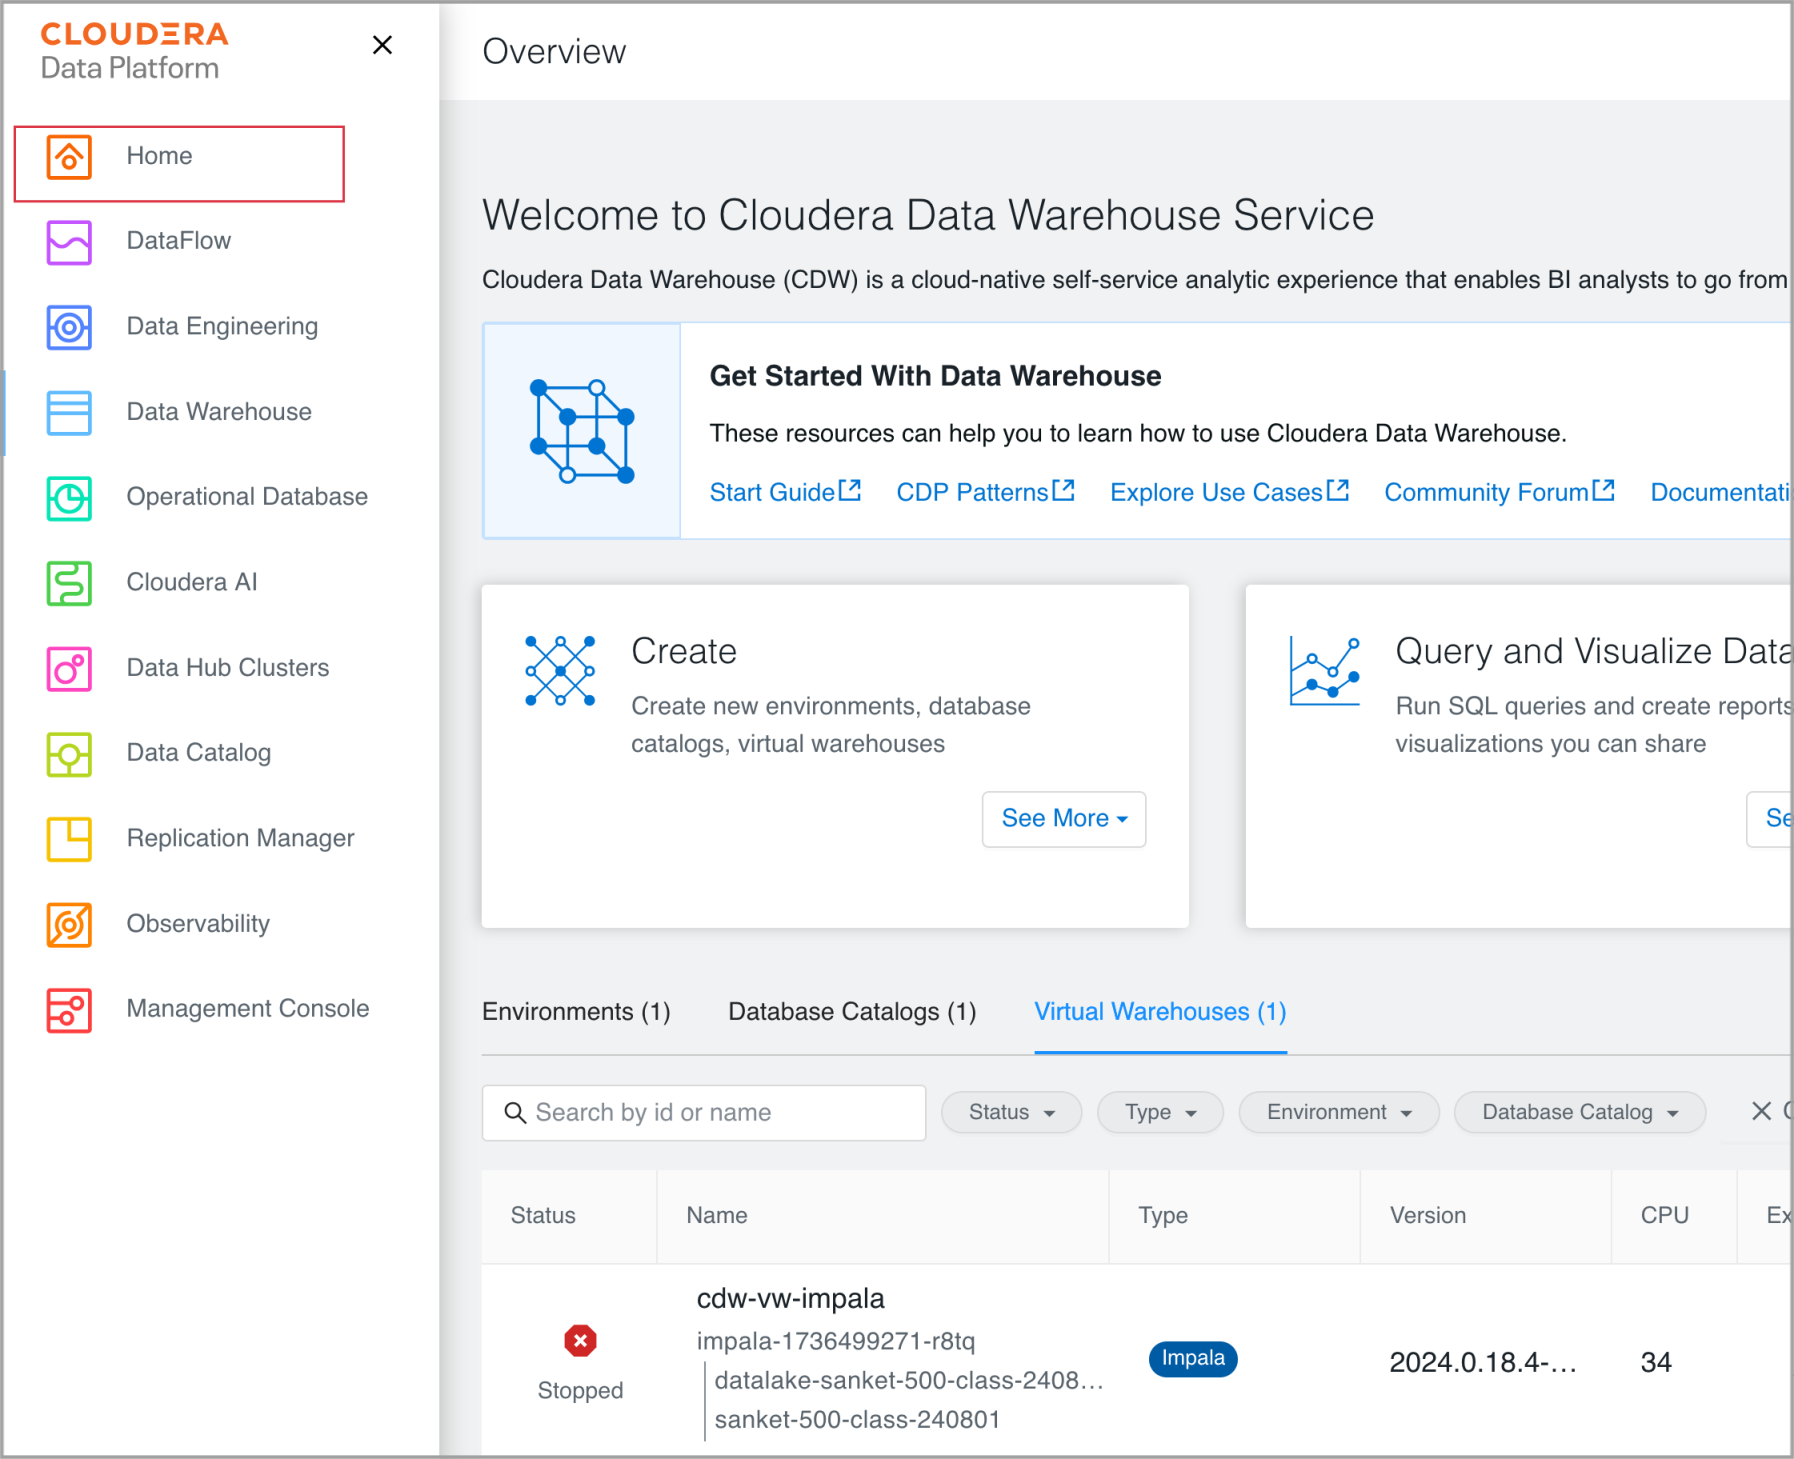 CLOUDERA
Data Platform
Home
DataFlow
Data Engineering
Data Warehouse
Operational Database
Cloudera AI
Data Hub Clusters
Data Catalog
Replication Manager
Observability
Management Console
Overview
Welcome to Cloudera Data Warehouse Service
Cloudera Data Warehouse (CDW) is a cloud-native self-service analytic experience that enables BI analysts to go from
Get Started With Data Warehouse
These resources can help you to learn how to use Cloudera Data Warehouse.
Start Guide CDP Patterns Explore Use Cases Community Forum Documentati
Create
Create new environments, database
catalogs, virtual warehouses
See More
Query and Visualize Data
Run SQL queries and create reports
visualizations you can share
Se
Environments (1) Database Catalogs (1) Virtual Warehouses (1)
Search by id or name Status Type Environment Database Catalog
Status Name Type Version CPU Ex
cdw-vw-impala
impala-1736499271-r8tq
datalake-sanket-500-class-2408...
sanket-500-class-240801
Stopped
Impala
2024.0.18.4-...
34